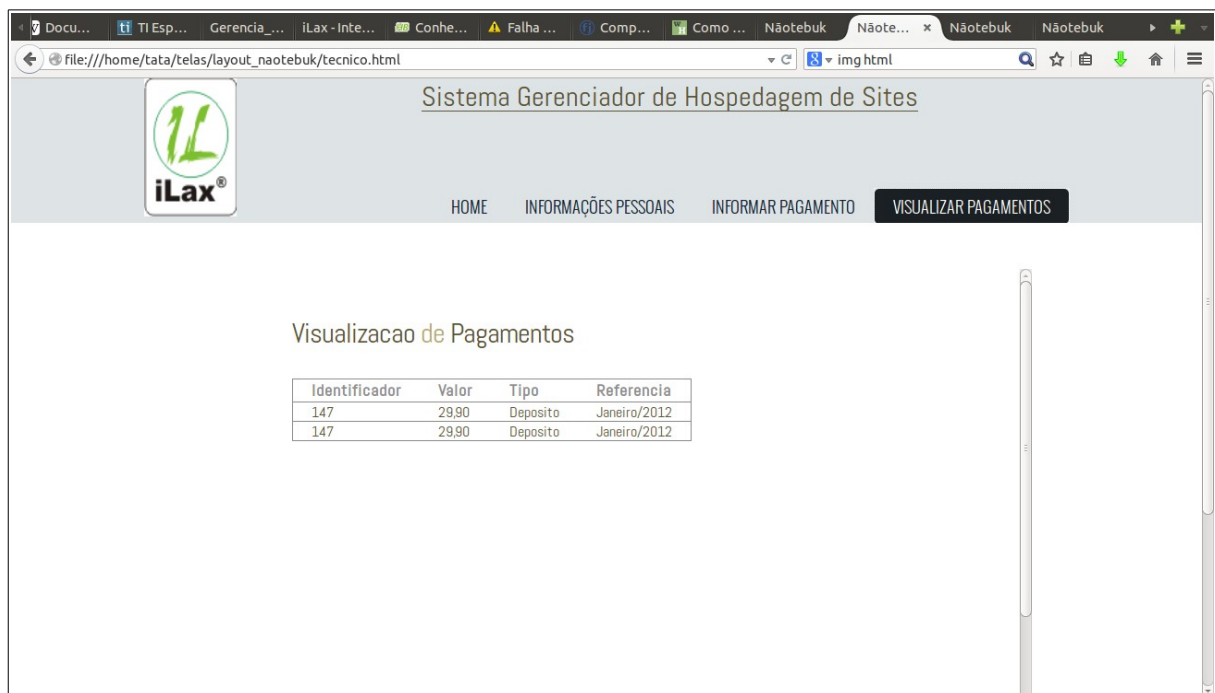 Docu... TI Esp... Gerencia_... iLax - Inte... Conhe... Falha ... Comp... Como ... Nãotebuk Nãote... × Nãotebuk Nãotebuk
file:///home/tata/telas/layout_naotebuk/tecnico.html img html
Sistema Gerenciador de Hospedagem de Sites
iLax®
HOME INFORMAÇÕES PESSOAIS INFORMAR PAGAMENTO VISUALIZAR PAGAMENTOS
Visualizacao de Pagamentos
Identificador Valor Tipo Referencia
147 29,90 Deposito Janeiro/2012
147 29,90 Deposito Janeiro/2012